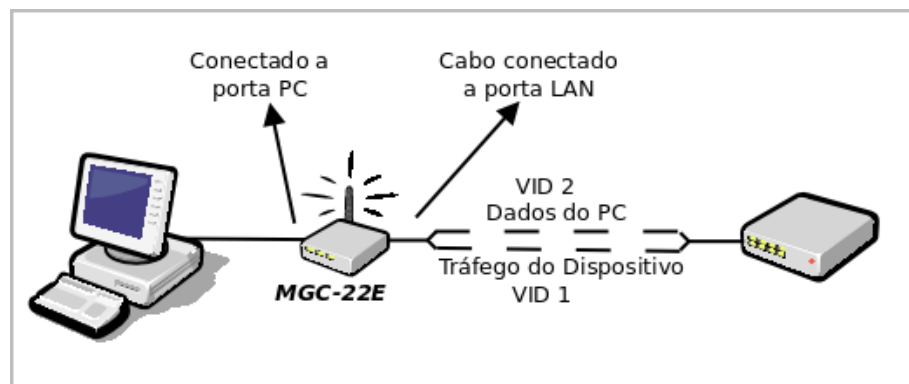 Conectado a
porta PC
Cabo conectado
a porta LAN
VID 2
Dados do PC
Tráfego do Dispositivo
VID 1
MGC-22E